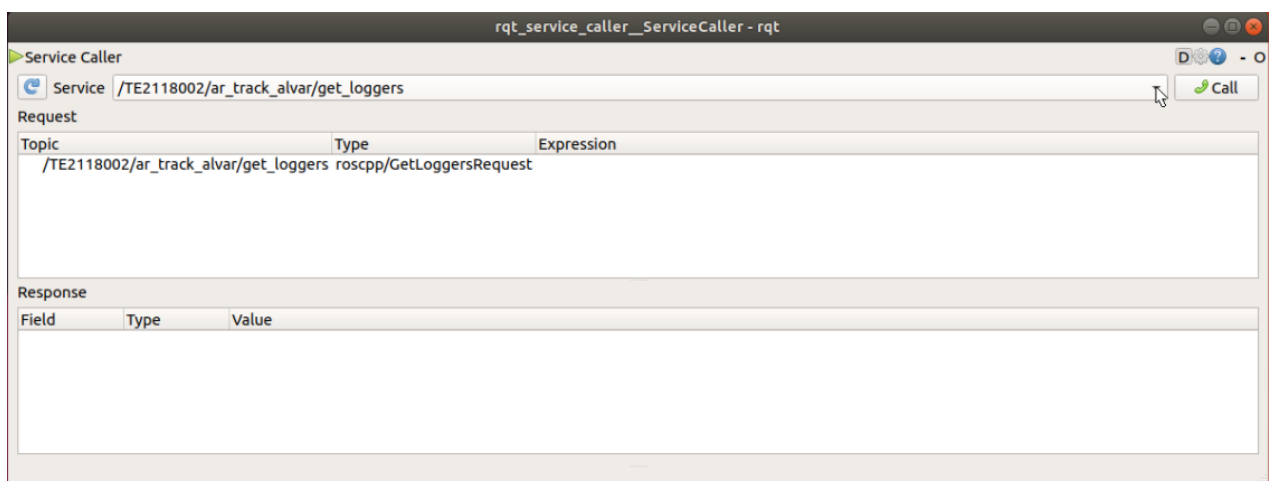 rqt_service_caller__ServiceCaller - rqt
Service Caller D ? - O
Service /TE2118002/ar_track_alvar/get_loggers Call
Request
Topic Type Expression
/TE2118002/ar_track_alvar/get_loggers roscpp/GetLoggersRequest
Response
Field Type Value